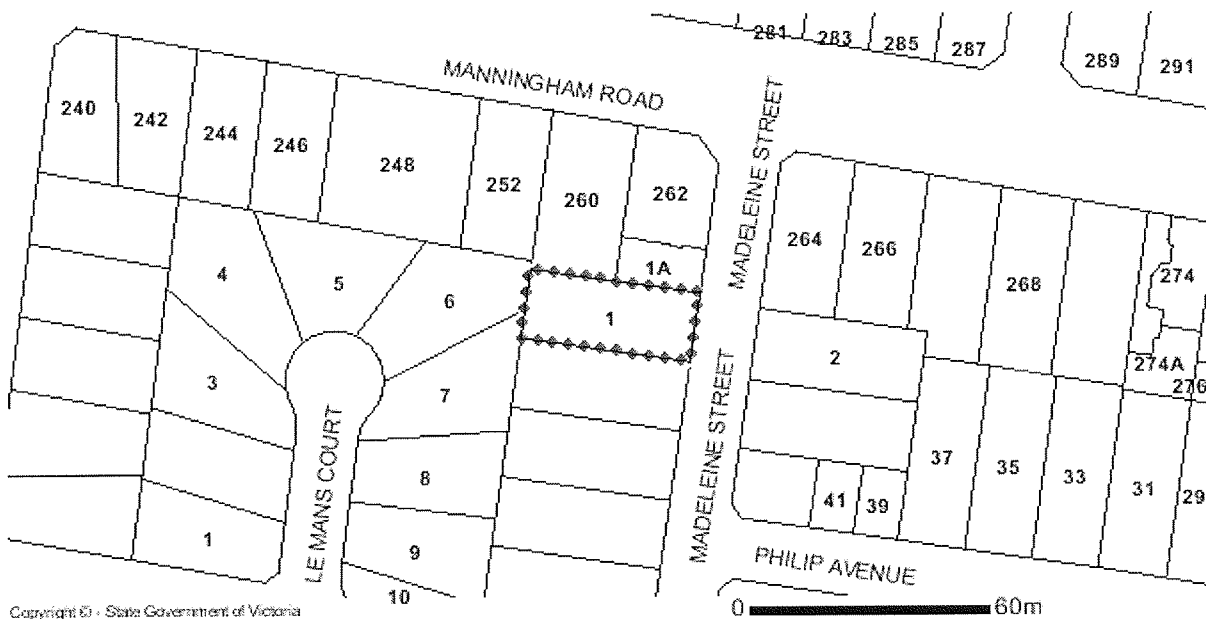 281 283 285 287
289 291
MANNINGHAM ROAD
MADELEINE STREET
240 242 244 246 248 252 260 262
264 266 268 274
1A
4 5 6 1
2
274A
276
3 7
LE MANS COURT
MADELEINE STREET
37 35 33 31 29
8
41 39
1 9
10
PHILIP AVENUE
Copyright © - State Government of Victoria
0 60m